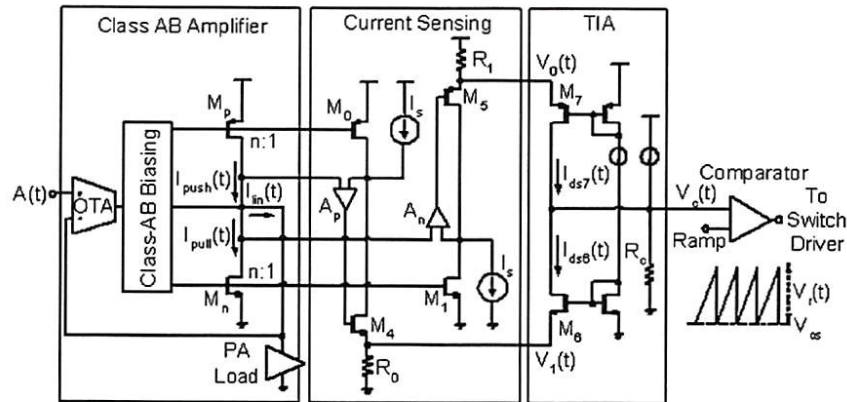 Class AB Amplifier
Current Sensing
TIA
R1
V0(t)
Mp
M0
Is
M5
M7
n:1
A(t)
OTA
Class-AB Biasing
Ipush(t)
Ilin(t)
Ap
An
Ids7(t)
Comparator
Vc(t)
To
Switch
Driver
Ipull(t)
Ids6(t)
Ramp
n:1
Is
Rc
Mn
M1
Vr(t)
M4
M6
Vos
PA
Load
R0
V1(t)